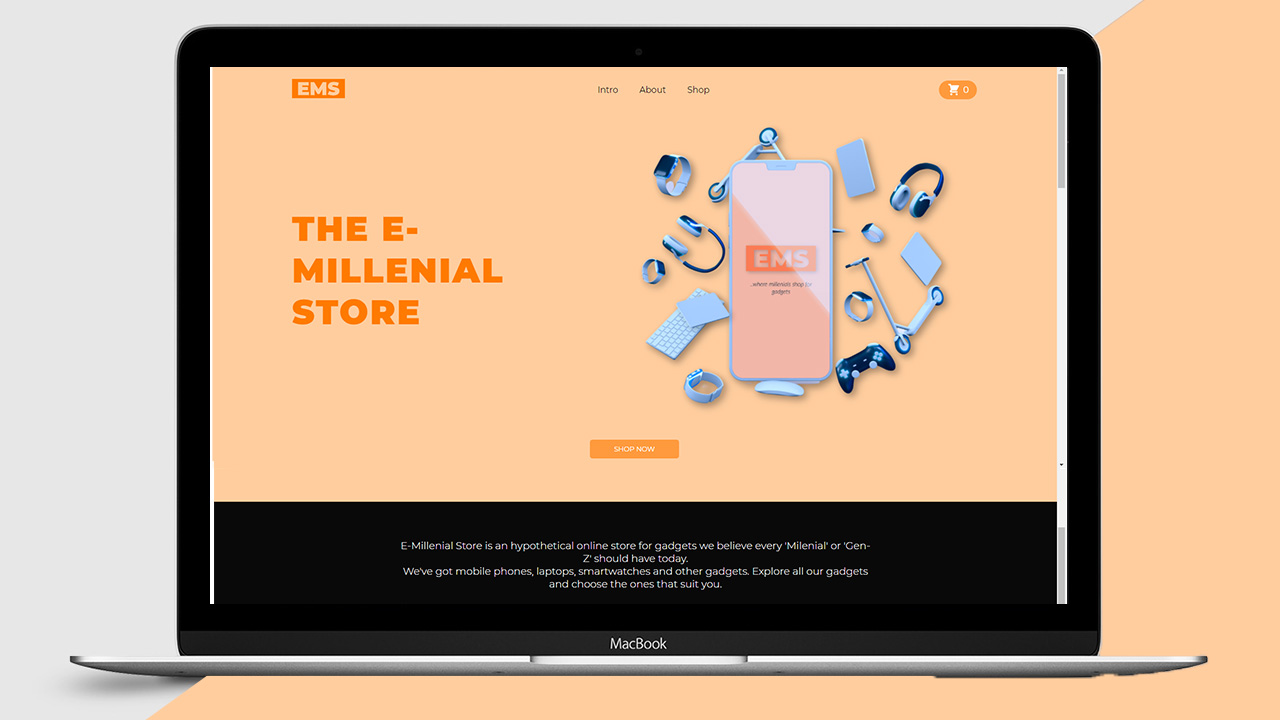 EMS
Intro About Shop
0
THE E-
MILLENIAL
STORE
EMS
..where millenials shop for
gadgets
SHOP NOW
E-Millenial Store is an hypothetical online store for gadgets we believe every 'Milenial' or 'Gen-
Z' should have today.
We've got mobile phones, laptops, smartwatches and other gadgets. Explore all our gadgets
and choose the ones that suit you.
MacBook